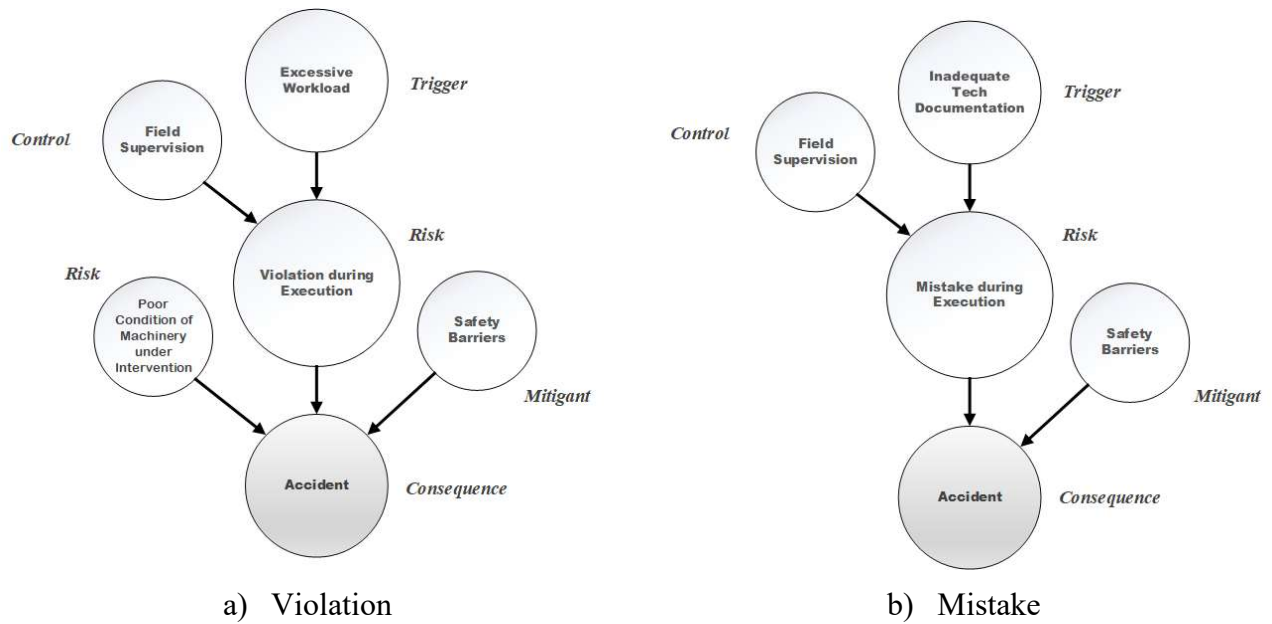 Excessive
Workload
Trigger
Control
Field
Supervision
Risk
Violation during
Execution
Risk
Poor
Condition of
Machinery
under
Intervention
Safety
Barriers
Mitigant
Accident
Consequence
a) Violation
Inadequate
Tech
Documentation
Trigger
Control
Field
Supervision
Risk
Mistake during
Execution
Safety
Barriers
Mitigant
Accident
Consequence
b) Mistake